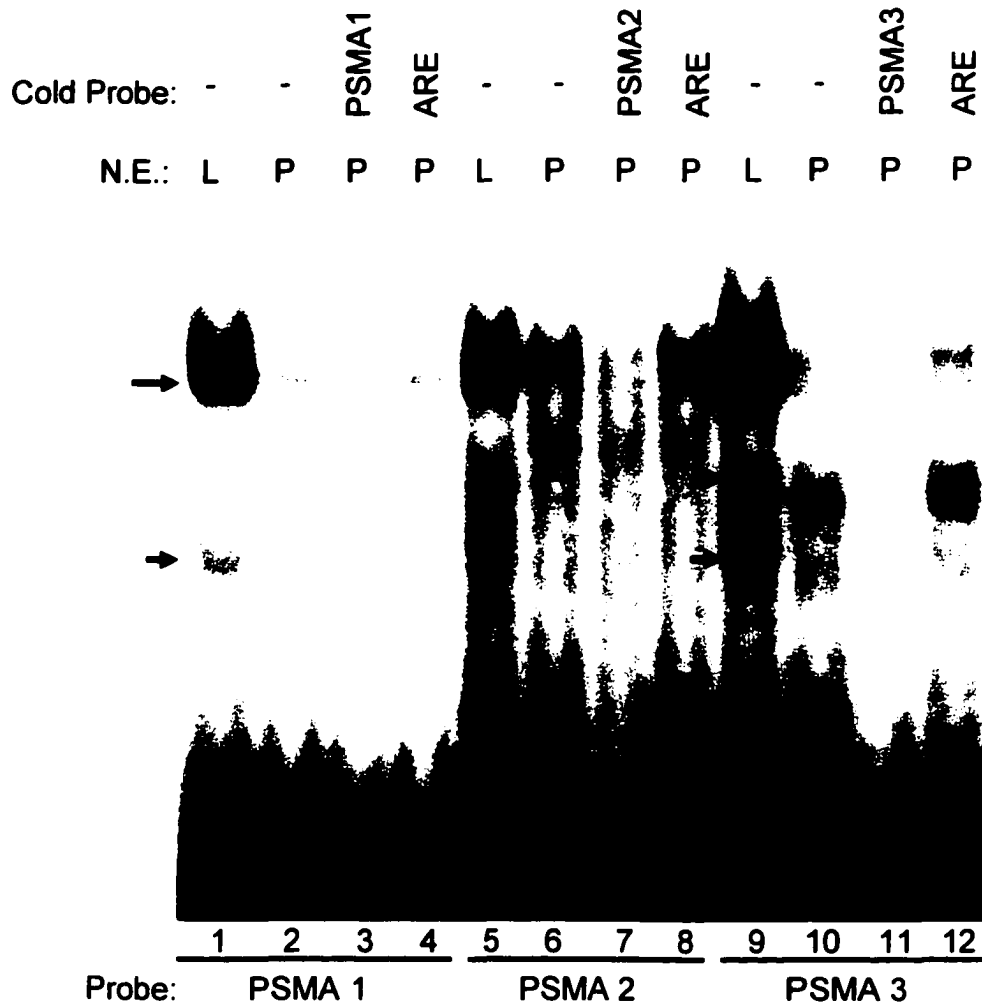 Cold Probe: - - PSMA1 ARE - - PSMA2 ARE - - PSMA3 ARE
N.E.: L P P P L P P P L P P P
1 2 3 4 5 6 7 8 9 10 11 12
Probe: PSMA 1 PSMA 2 PSMA 3